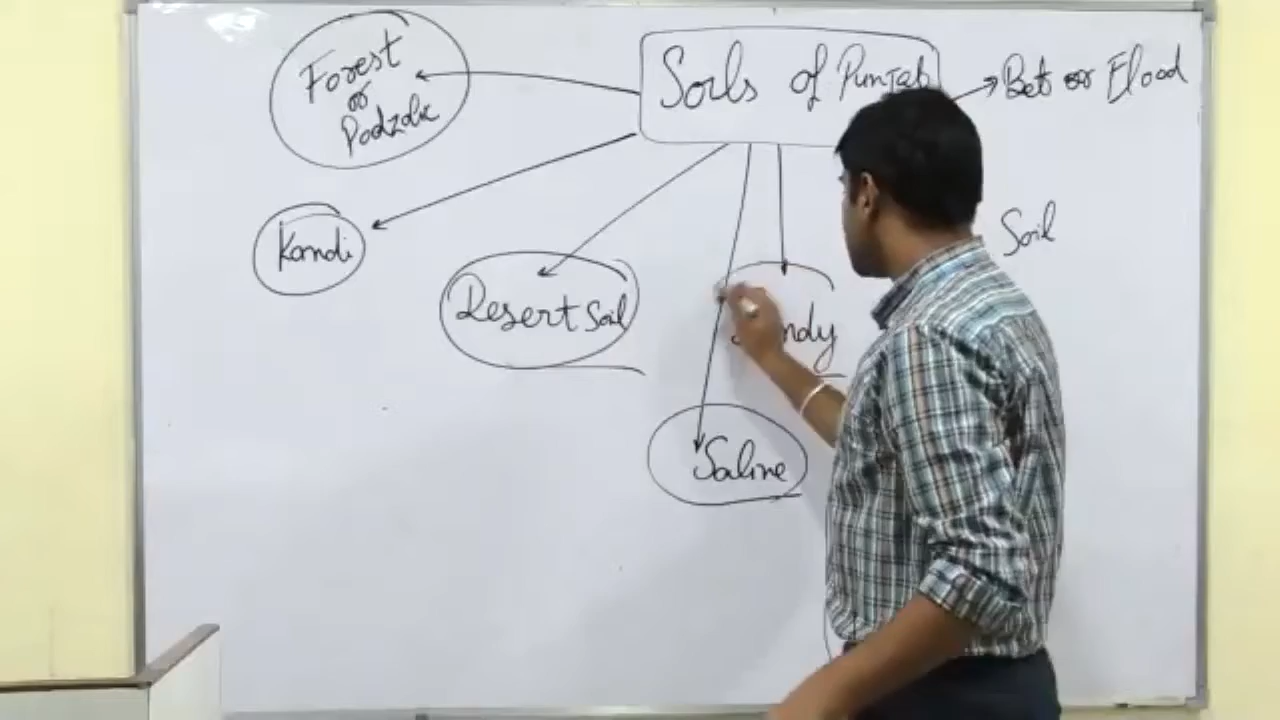 Soils of Punjab
Forest
or
Podzolic
Bet or Flood
Kandi
Soil
Desert Soil
Saline